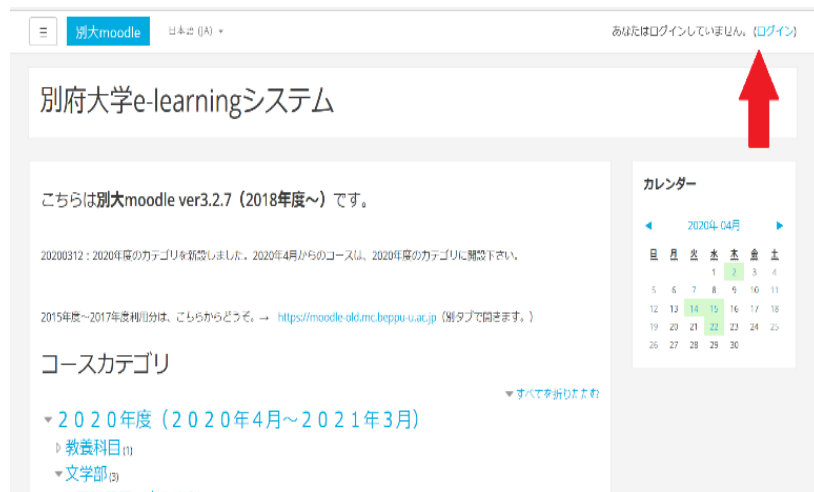 別大moodle 日本語 (JA) あなたはログインしていません。 (ログイン)
別府大学e-learningシステム
こちらは別大moodle ver3.2.7（2018年度～）です。
20200312：2020年度のカテゴリを新設しました。2020年4月からのコースは、2020年度のカテゴリに開設下さい。
2015年度～2017年度利用分は、こちらからどうぞ。→ https://moodle-old.mc.beppu-u.ac.jp（別タブで開きます。）
コースカテゴリ
すべてを折りたたむ
２０２０年度（２０２０年４月～２０２１年３月）
教養科目(1)
文学部(3)
カレンダー
2020年 04月
日 月 火 水 木 金 土
1 2 3 4
5 6 7 8 9 10 11
12 13 14 15 16 17 18
19 20 21 22 23 24 25
26 27 28 29 30